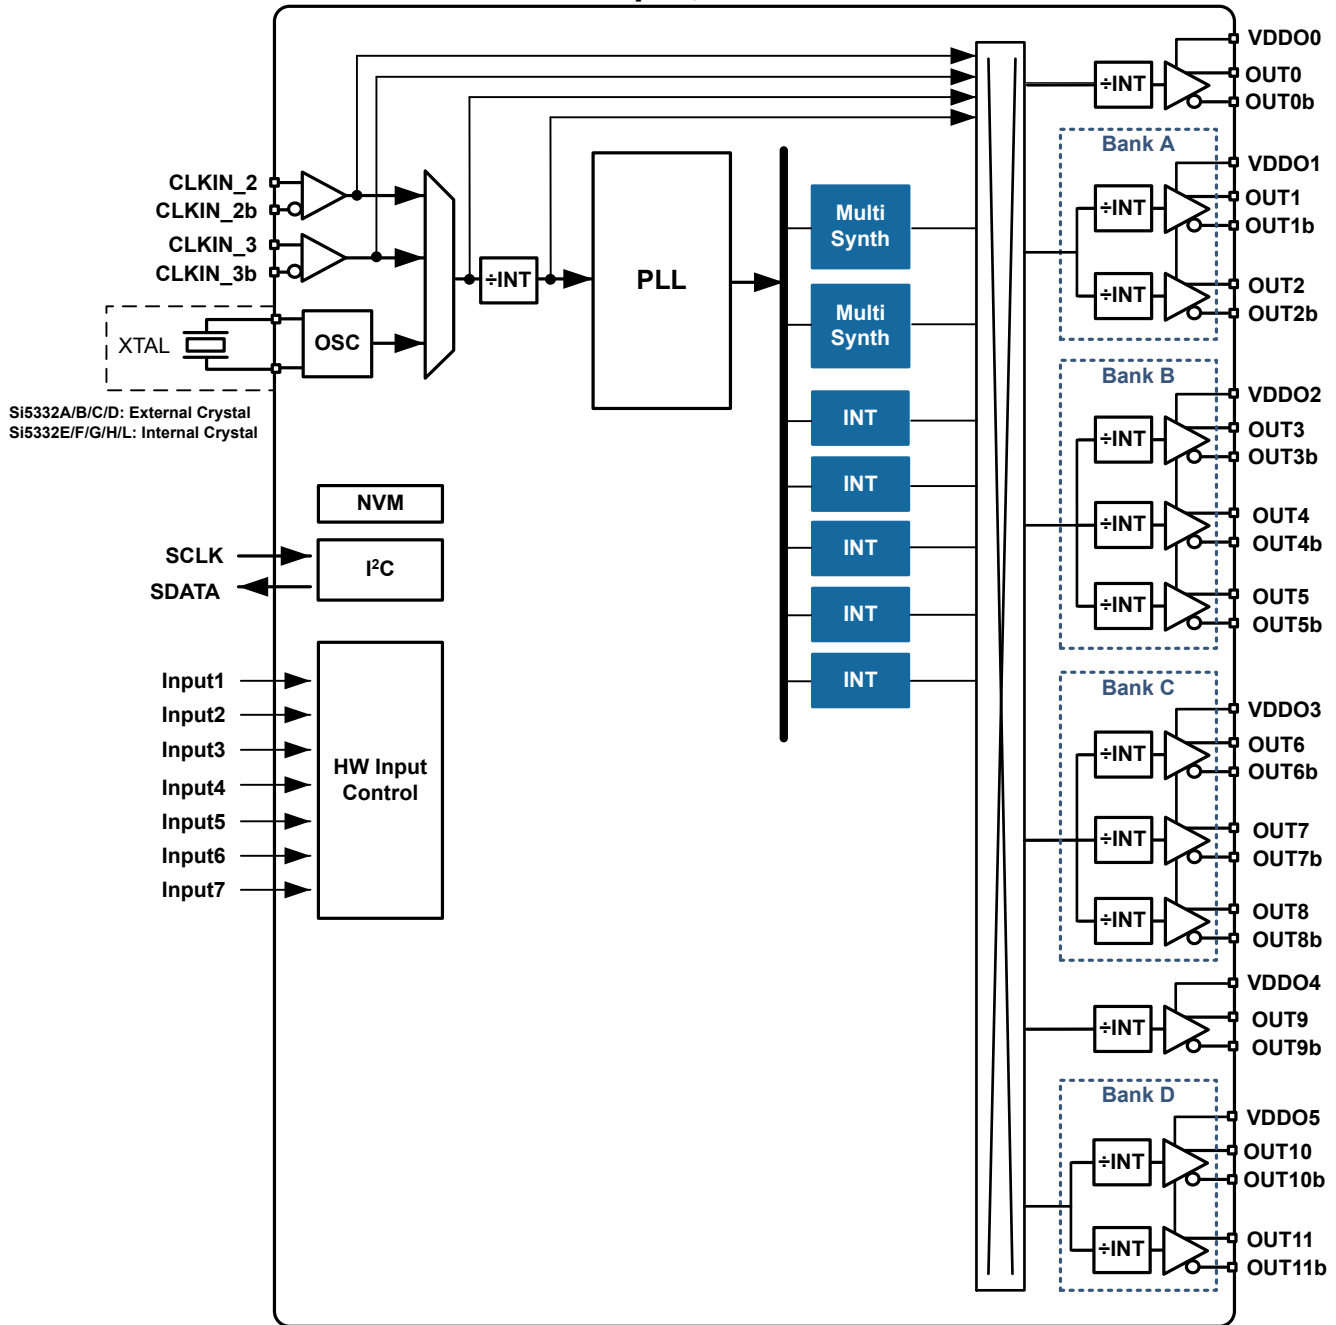 CLKIN_2
CLKIN_2b
CLKIN_3
CLKIN_3b
XTAL
OSC
Si5332A/B/C/D: External Crystal
Si5332E/F/G/H/L: Internal Crystal
÷INT
PLL
NVM
SCLK
SDATA
I²C
Input1
Input2
Input3
Input4
Input5
Input6
Input7
HW Input
Control
Multi
Synth
Multi
Synth
INT
INT
INT
INT
INT
÷INT
VDDO0
OUT0
OUT0b
Bank A
÷INT
÷INT
VDDO1
OUT1
OUT1b
OUT2
OUT2b
Bank B
÷INT
÷INT
÷INT
VDDO2
OUT3
OUT3b
OUT4
OUT4b
OUT5
OUT5b
Bank C
÷INT
÷INT
÷INT
VDDO3
OUT6
OUT6b
OUT7
OUT7b
OUT8
OUT8b
÷INT
VDDO4
OUT9
OUT9b
Bank D
÷INT
÷INT
VDDO5
OUT10
OUT10b
OUT11
OUT11b